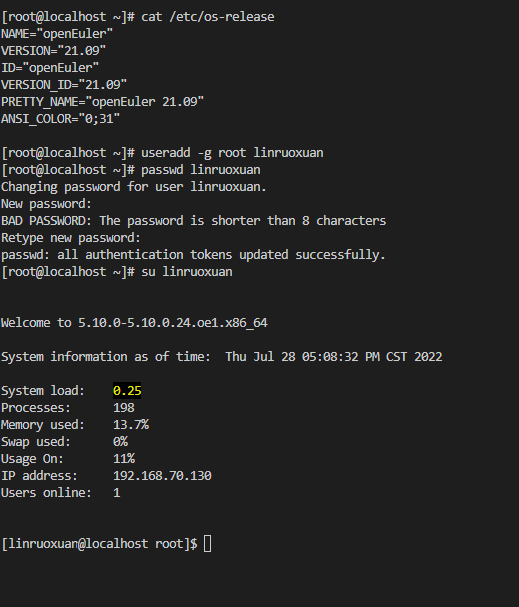 [root@localhost ~]# cat /etc/os-release
NAME="openEuler"
VERSION="21.09"
ID="openEuler"
VERSION_ID="21.09"
PRETTY_NAME="openEuler 21.09"
ANSI_COLOR="0;31"
[root@localhost ~]# useradd -g root linruoxuan
[root@localhost ~]# passwd linruoxuan
Changing password for user linruoxuan.
New password:
BAD PASSWORD: The password is shorter than 8 characters
Retype new password:
passwd: all authentication tokens updated successfully.
[root@localhost ~]# su linruoxuan
Welcome to 5.10.0-5.10.0.24.oe1.x86_64
System information as of time:  Thu Jul 28 05:08:32 PM CST 2022
System load:    0.25
Processes:      198
Memory used:    13.7%
Swap used:      0%
Usage On:       11%
IP address:     192.168.70.130
Users online:   1
[linruoxuan@localhost root]$